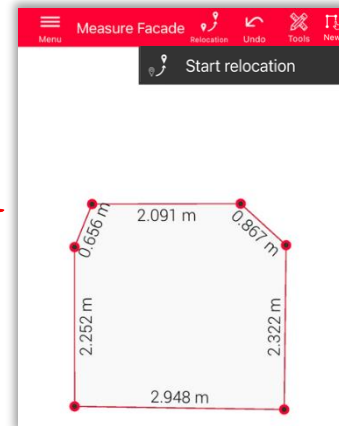 Menu
Measure Facade
Relocation
Undo
Tools
New
Start relocation
0.656 m
2.091 m
0.867 m
2.252 m
2.322 m
2.948 m